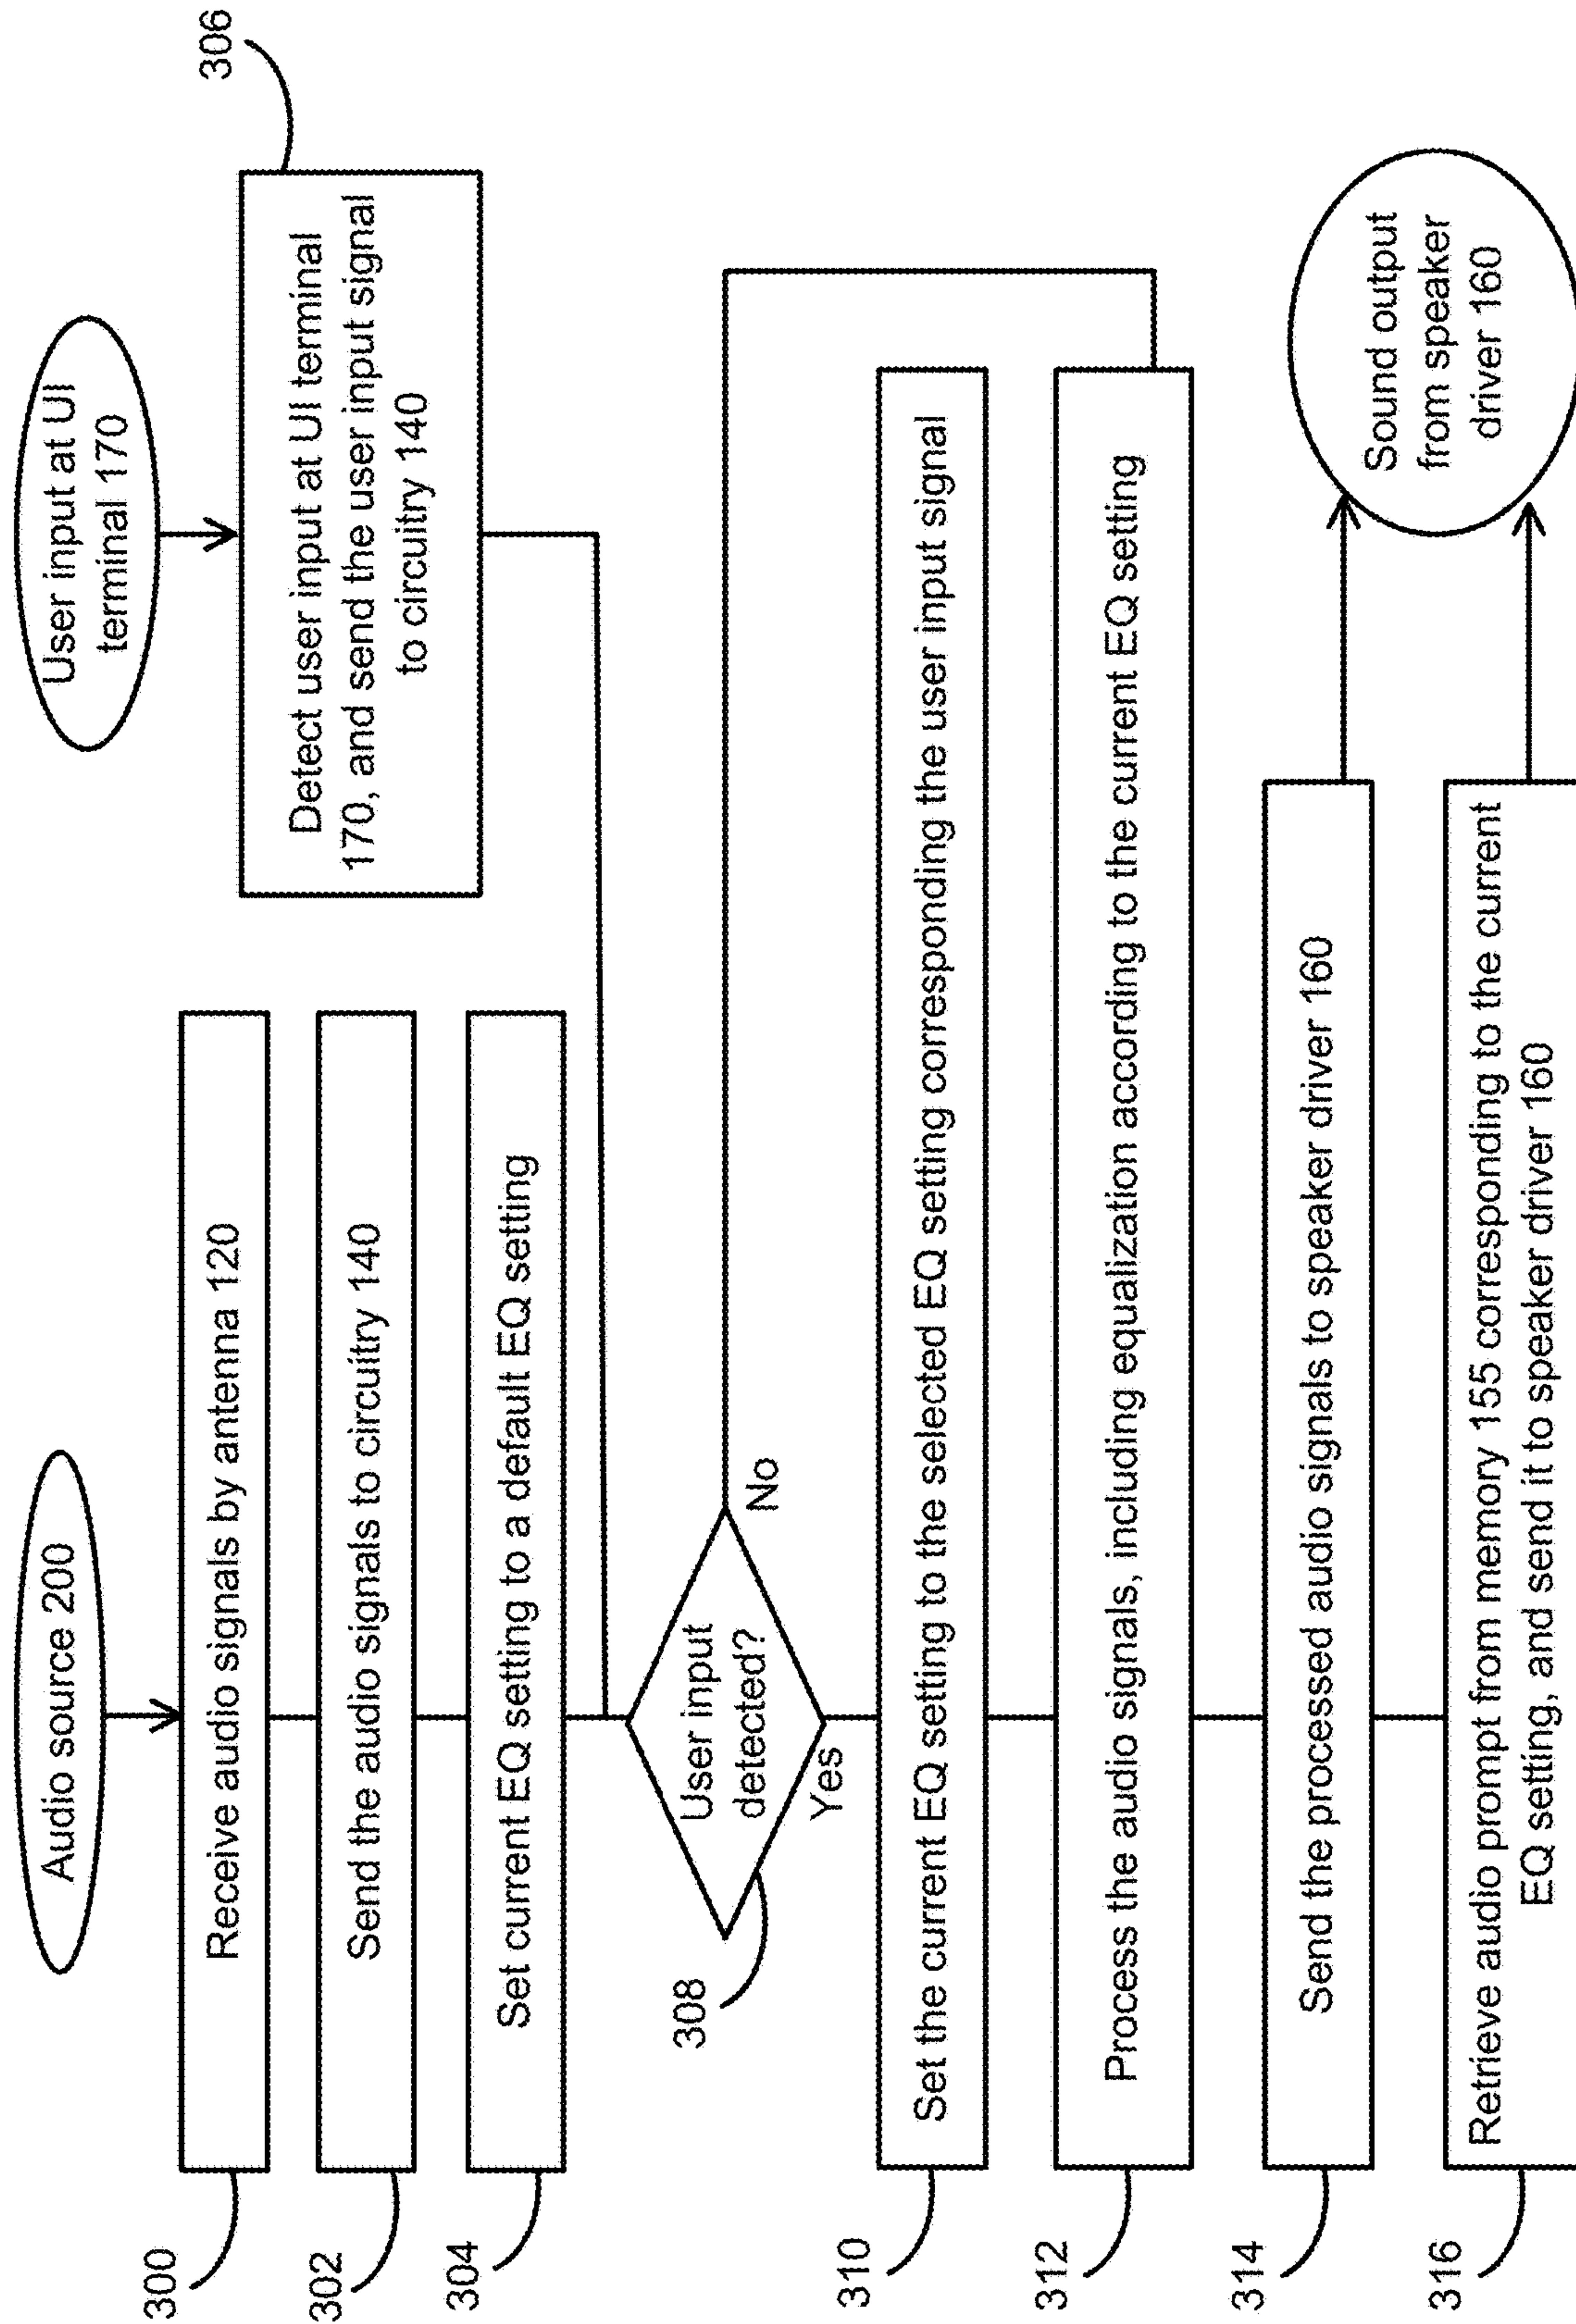 Audio source 200
User input at UI
terminal 170
300
Receive audio signals by antenna 120
306
Detect user input at UI terminal
170, and send the user input signal
to circuitry 140
302
Send the audio signals to circuitry 140
304
Set current EQ setting to a default EQ setting
308
User input
detected?
No
Yes
310
Set the current EQ setting to the selected EQ setting corresponding the user input signal
312
Process the audio signals, including equalization according to the current EQ setting
314
Send the processed audio signals to speaker driver 160
Sound output
from speaker
driver 160
316
Retrieve audio prompt from memory 155 corresponding to the current
EQ setting, and send it to speaker driver 160